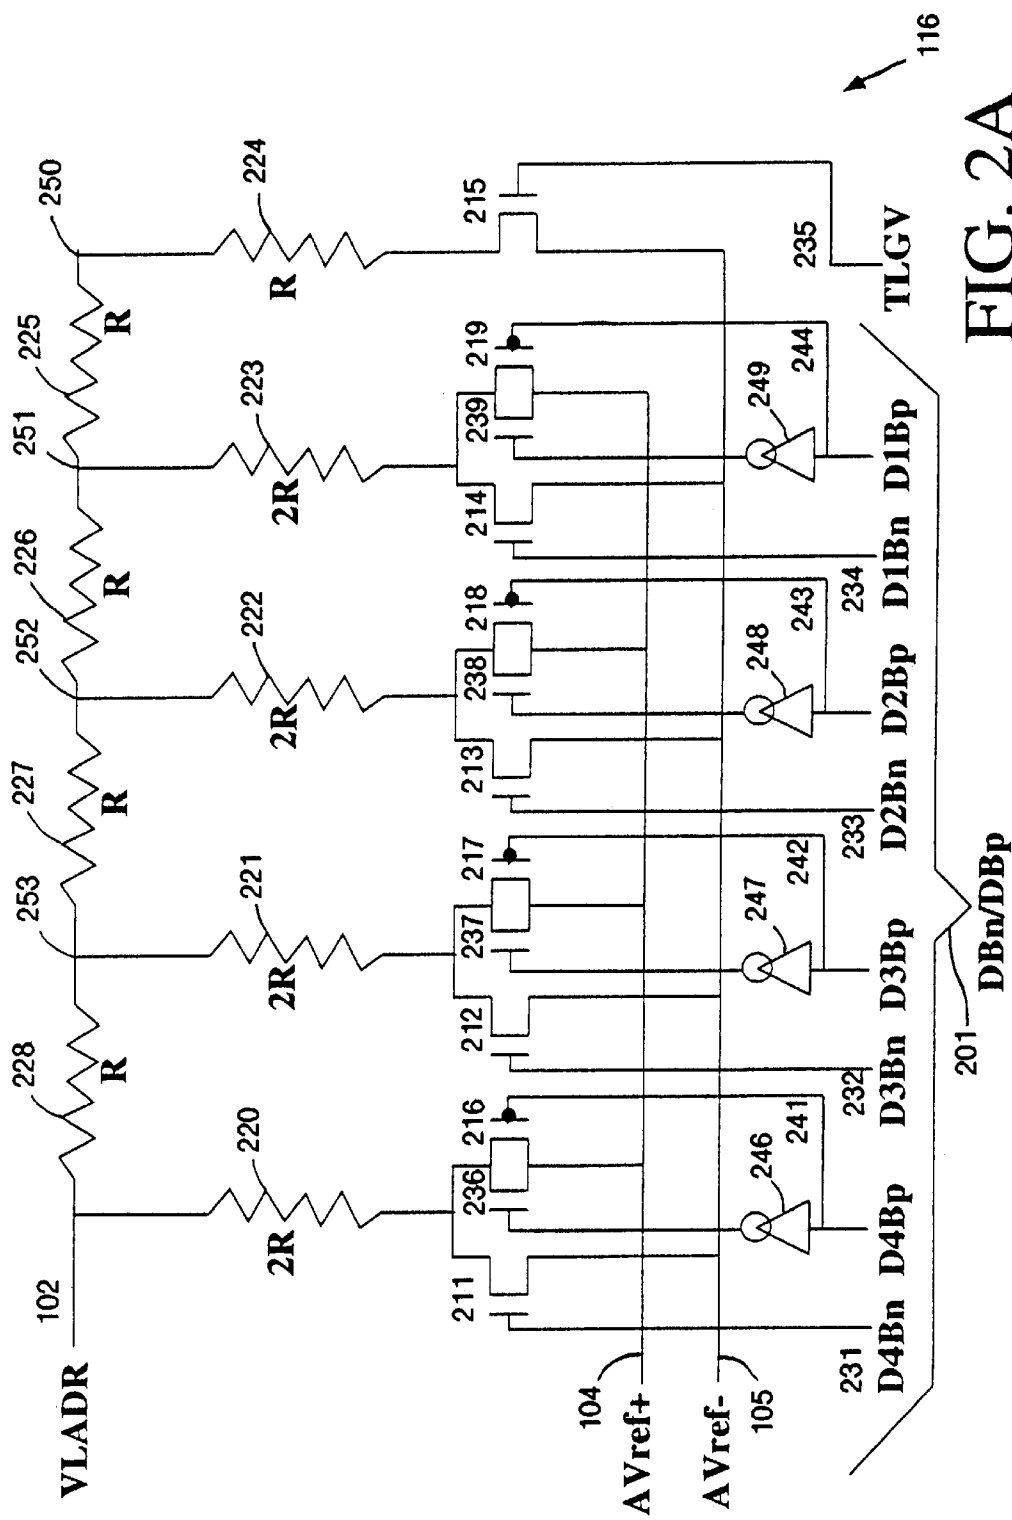 250
251
252
253
102
VLADR
225
R
226
R
227
R
228
R
224
R
223
2R
222
2R
221
2R
220
2R
215
219
239
214
218
238
213
217
237
212
216
236
211
104
AVref+
105
AVref-
249
248
247
246
235
TLGV
244
D1Bp
D1Bn
234
243
D2Bp
D2Bn
233
242
D3Bp
D3Bn
232
241
D4Bp
D4Bn
231
201
DBn/DBp
116
FIG. 2A